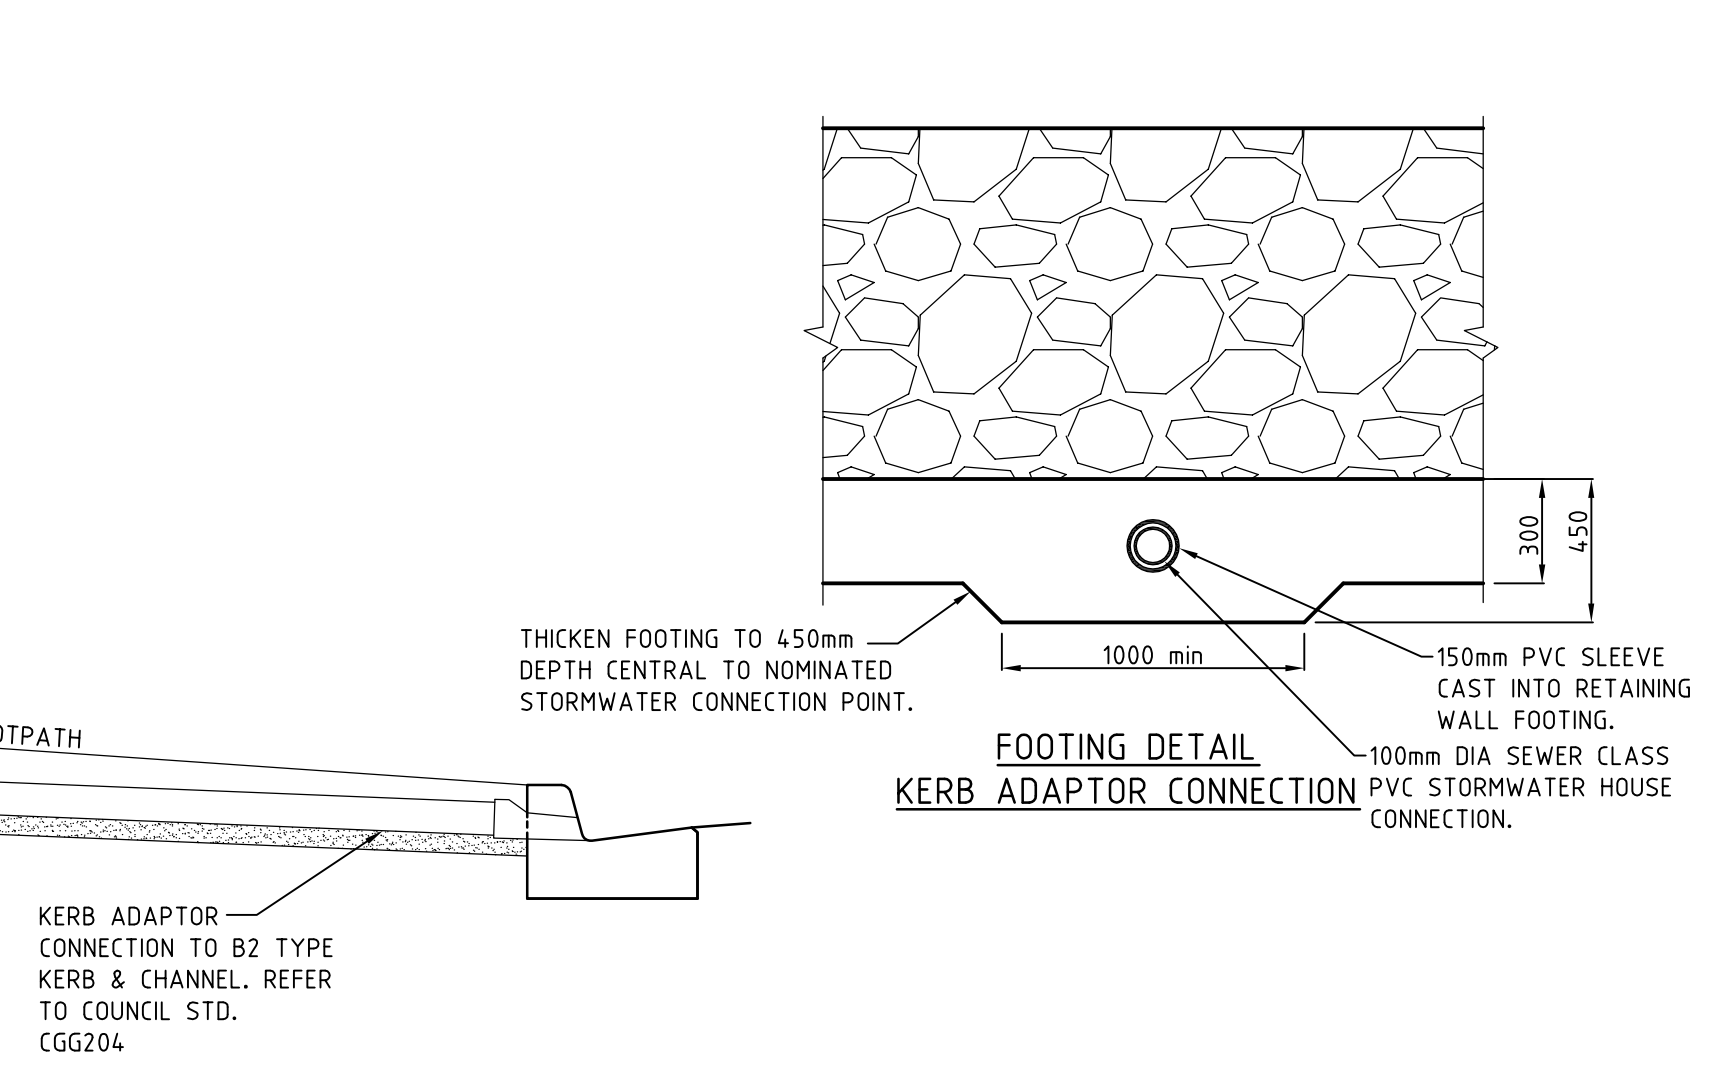 300
450
THICKEN FOOTING TO 450mm
DEPTH CENTRAL TO NOMINATED
STORMWATER CONNECTION POINT.
1000 min
150mm PVC SLEEVE
CAST INTO RETAINING
WALL FOOTING.
FOOTING DETAIL
KERB ADAPTOR CONNECTION
100mm DIA SEWER CLASS
PVC STORMWATER HOUSE
CONNECTION.
KERB ADAPTOR
CONNECTION TO B2 TYPE
KERB & CHANNEL. REFER
TO COUNCIL STD.
CGG204